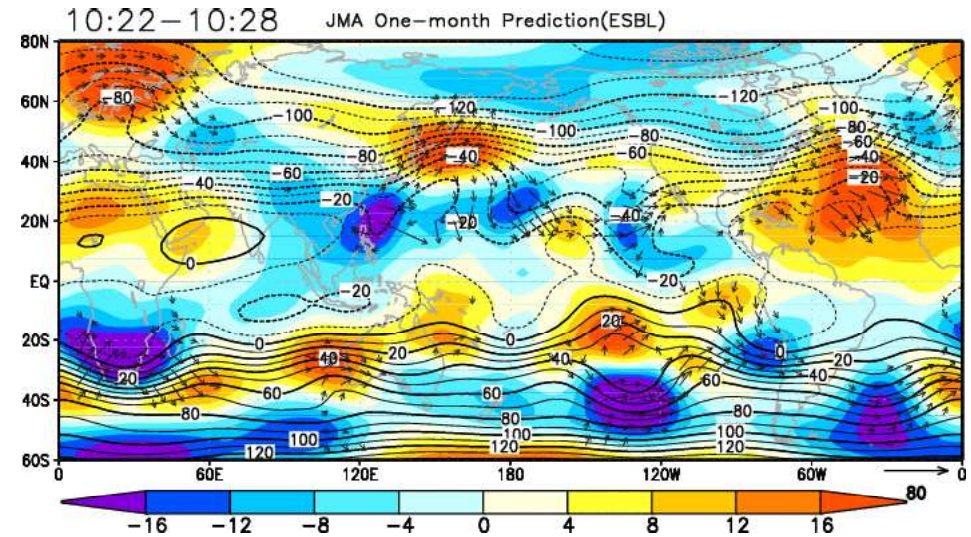 10:22−10:28 JMA One−month Prediction(ESBL)
80N
−80 −120 −120
60N −100 −100
−100 −80 −80
−80 −60 −60
40N −60 −40 −40
−40 −20 −20
20N −20 −20 −40
0
EQ −20 −20
20 0
20S 0 20 0 0 20
20 40 40 60 40
40S 60 60
80 80 80 80
100 100 100
60S 120 120 120
0 60E 120E 180 120W 60W 0
80
−16 −12 −8 −4 0 4 8 12 16